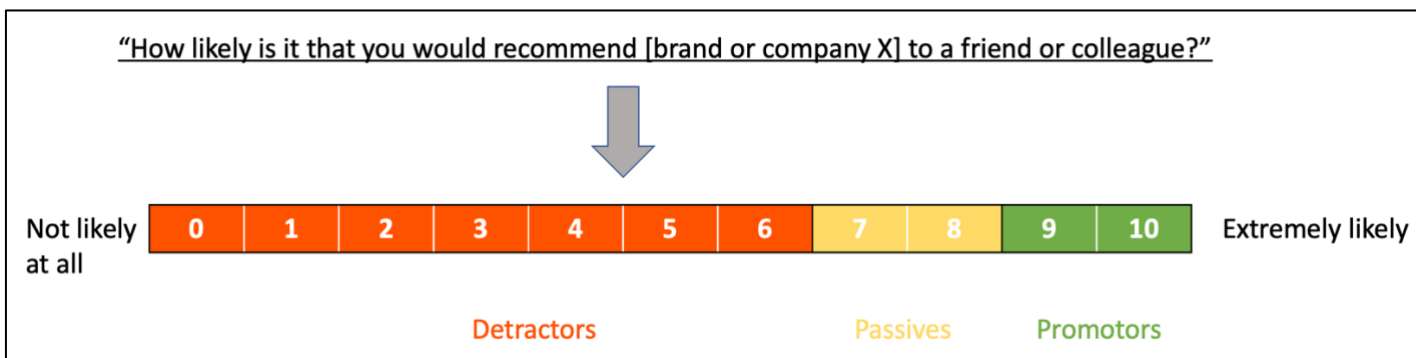 “How likely is it that you would recommend [brand or company X] to a friend or colleague?”
Not likely
at all
0 1 2 3 4 5 6 7 8 9 10
Extremely likely
Detractors Passives Promotors